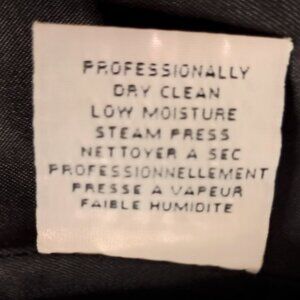 PROFESSIONALLY
DRY CLEAN
LOW MOISTURE
STEAM PRESS
NETTOYER A SEC
PROFESSIONNELLEMENT
PRESSE A VAPEUR
FAIBLE HUMIDITE